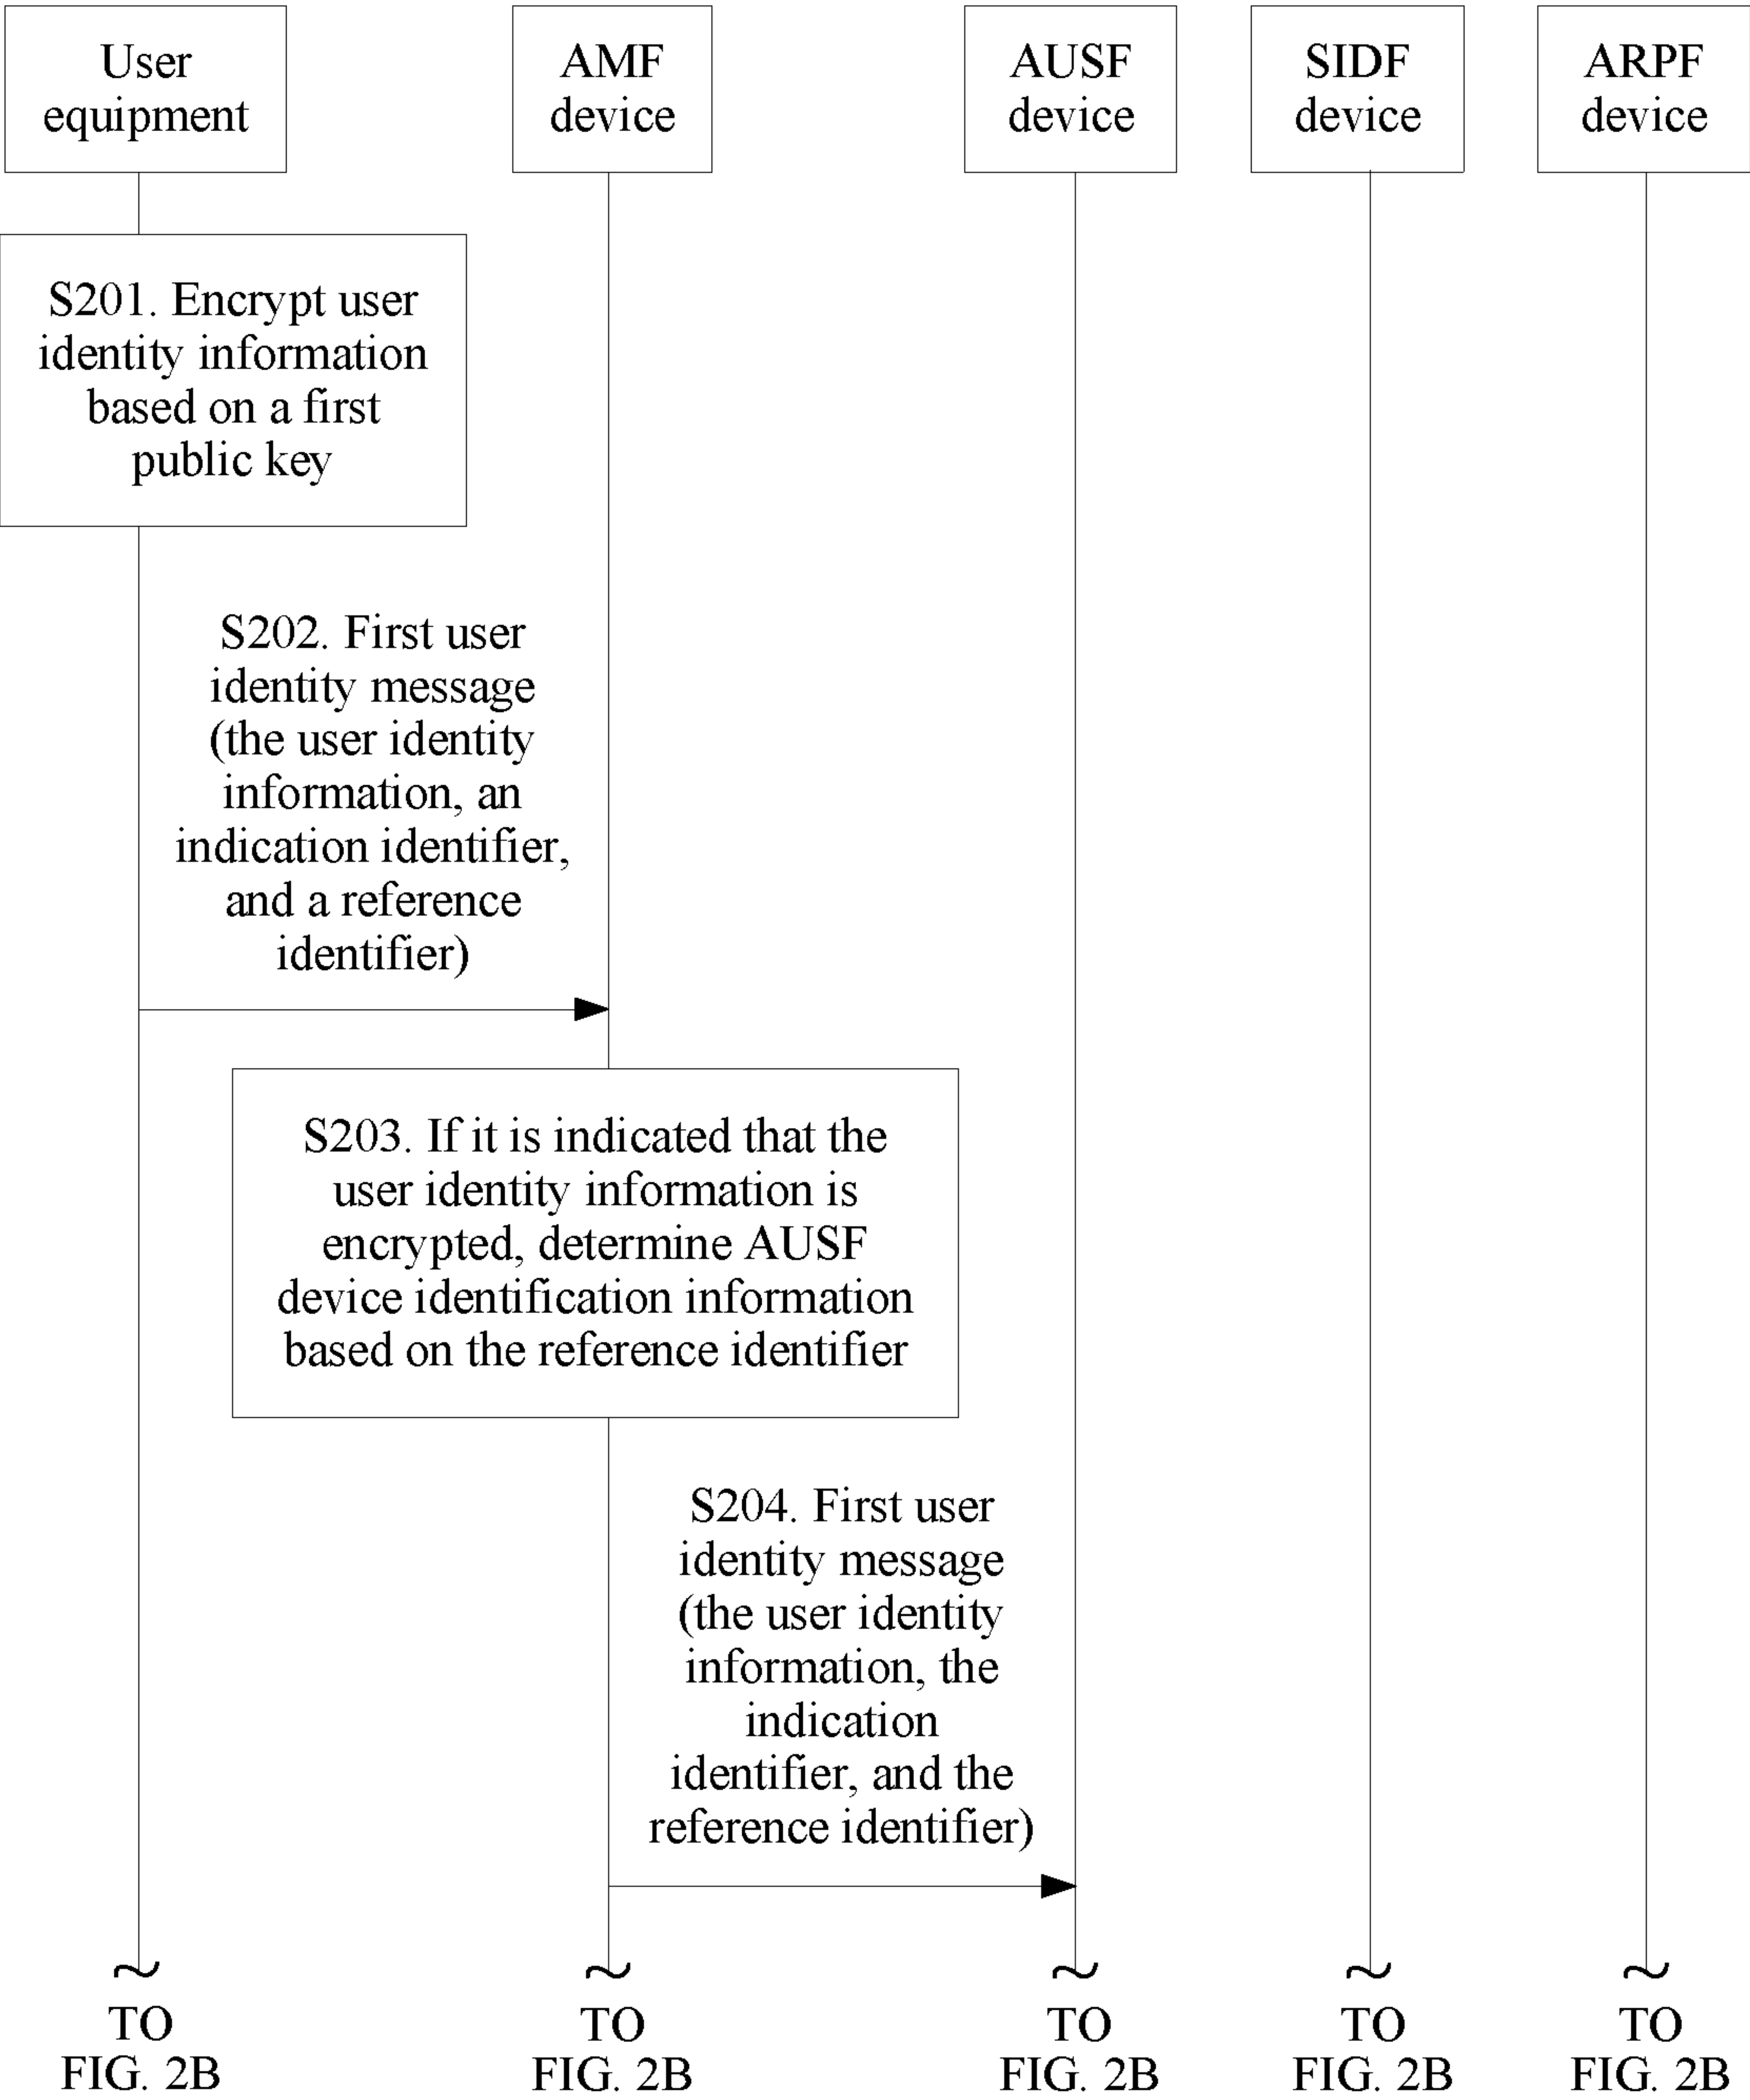 User
equipment
AMF
device
AUSF
device
SIDF
device
ARPF
device
S201. Encrypt user
identity information
based on a first
public key
S202. First user
identity message
(the user identity
information, an
indication identifier,
and a reference
identifier)
S203. If it is indicated that the
user identity information is
encrypted, determine AUSF
device identification information
based on the reference identifier
S204. First user
identity message
(the user identity
information, the
indication
identifier, and the
reference identifier)
TO
FIG. 2B
TO
FIG. 2B
TO
FIG. 2B
TO
FIG. 2B
TO
FIG. 2B